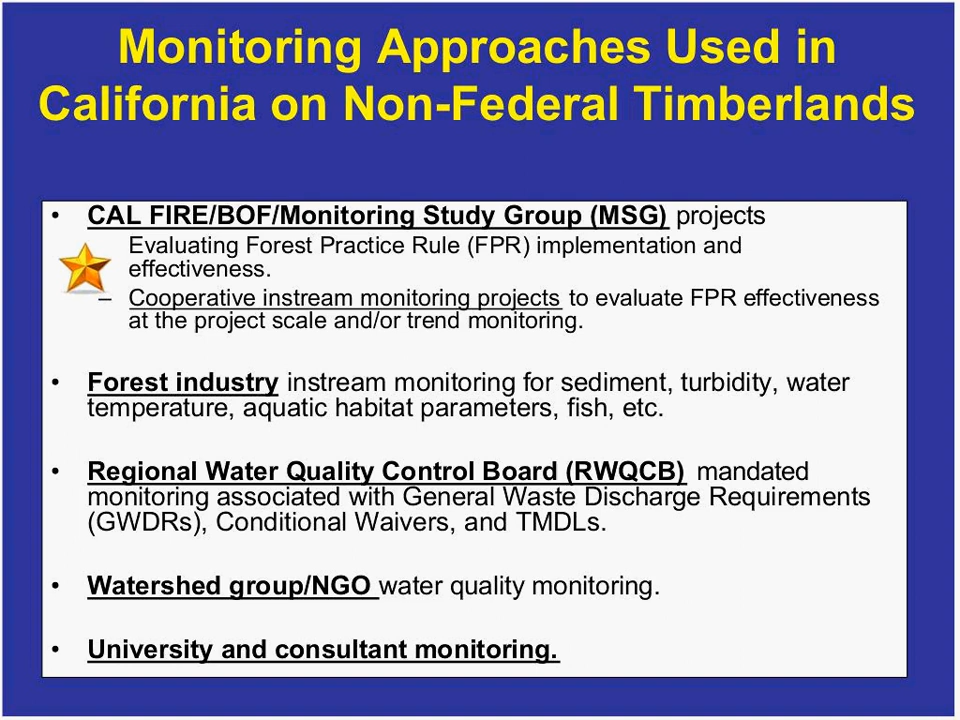 Monitoring Approaches Used in
California on Non-Federal Timberlands
• CAL FIRE/BOF/Monitoring Study Group (MSG) projects
Evaluating Forest Practice Rule (FPR) implementation and
effectiveness.
– Cooperative instream monitoring projects to evaluate FPR effectiveness
at the project scale and/or trend monitoring.
• Forest industry instream monitoring for sediment, turbidity, water
temperature, aquatic habitat parameters, fish, etc.
• Regional Water Quality Control Board (RWQCB) mandated
monitoring associated with General Waste Discharge Requirements
(GWDRs), Conditional Waivers, and TMDLs.
• Watershed group/NGO water quality monitoring.
• University and consultant monitoring.